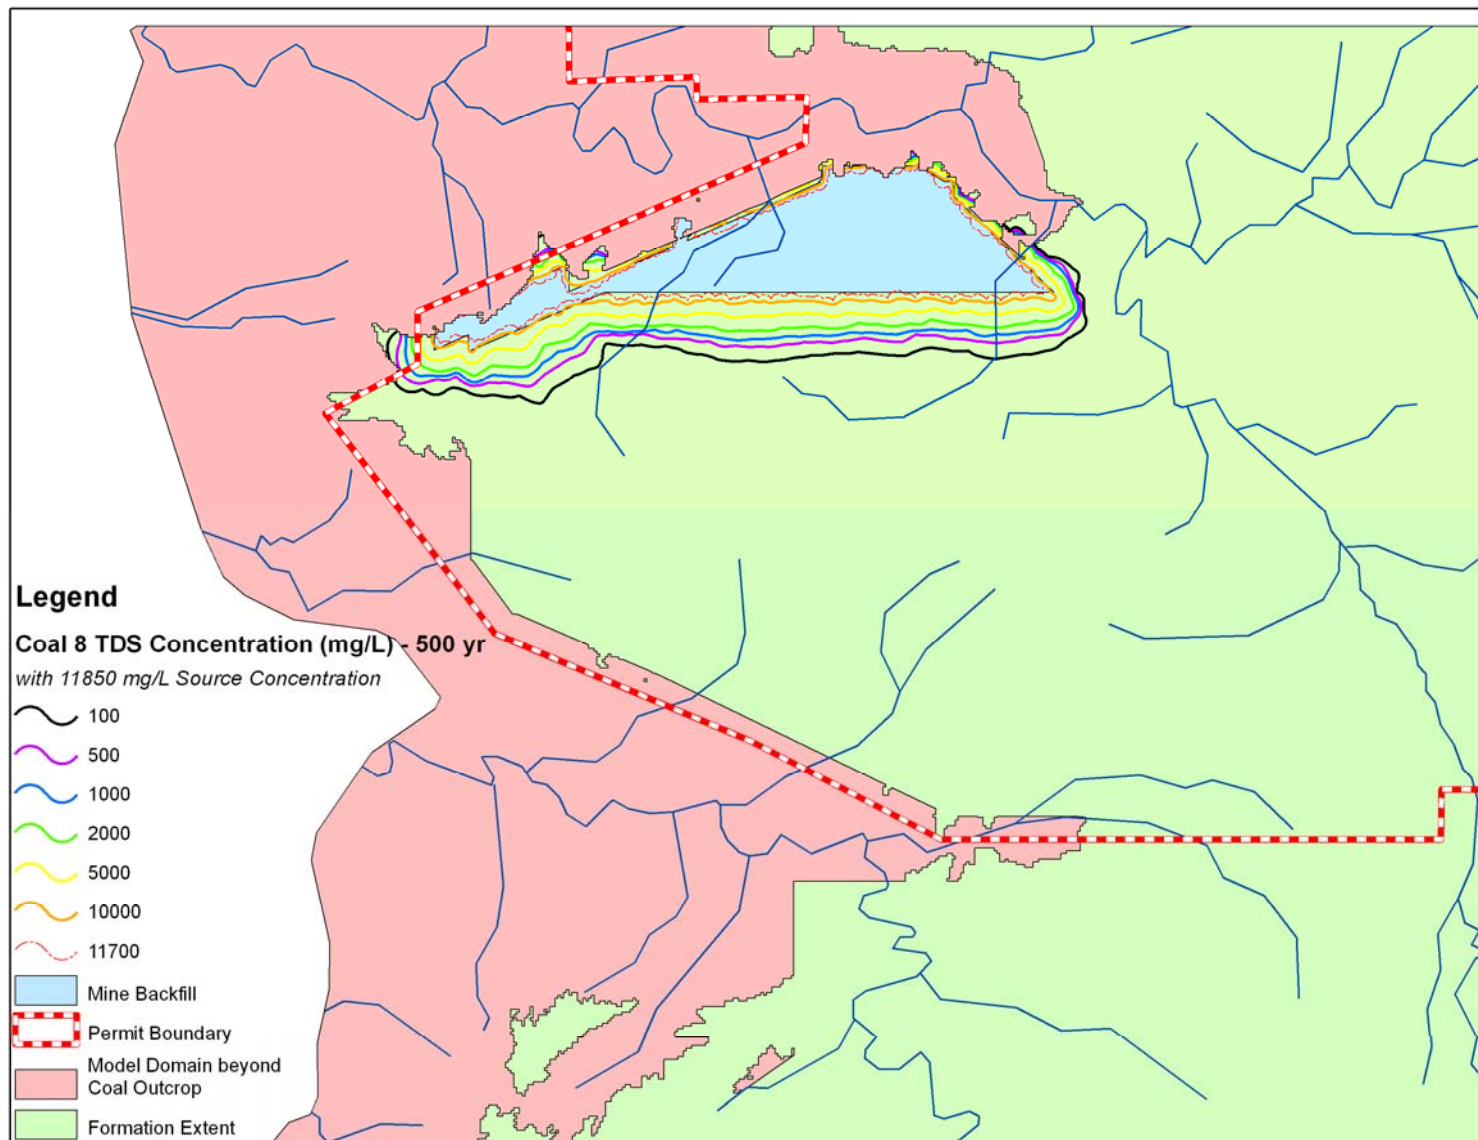 Legend
Coal 8 TDS Concentration (mg/L) - 500 yr
with 11850 mg/L Source Concentration
100
500
1000
2000
5000
10000
11700
Mine Backfill
Permit Boundary
Model Domain beyond
Coal Outcrop
Formation Extent